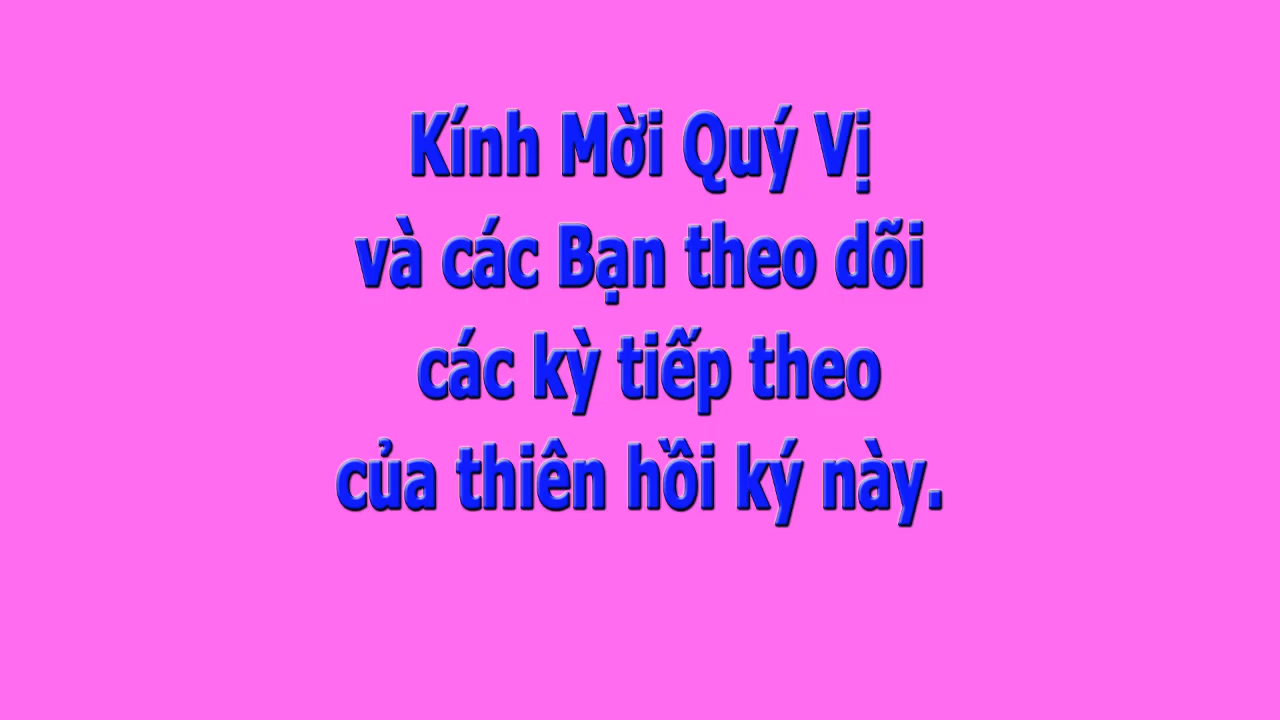 Kính Mời Quý Vị
và các Bạn theo dõi
các kỳ tiếp theo
của thiên hồi ký này.